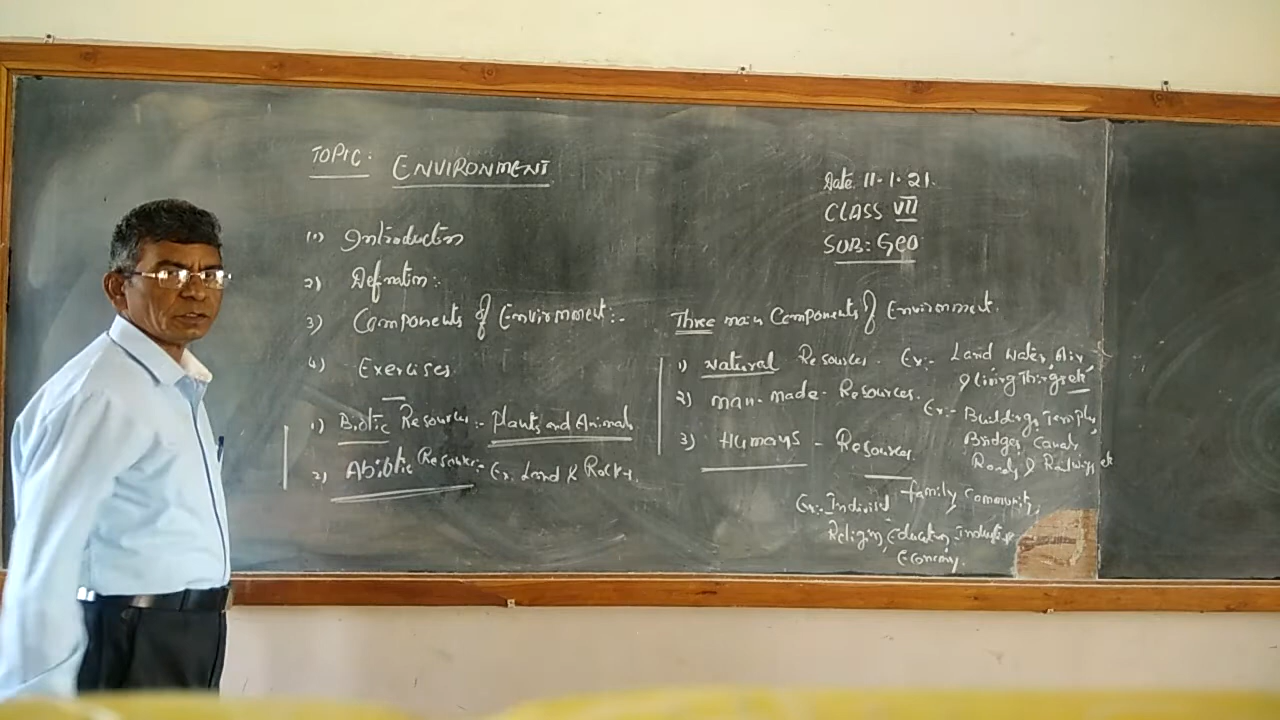 TOPIC: ENVIRONMENT
Date 11.1.21.
CLASS VII
SUB: GEO
1) Introduction
2) Defination:
3) Components of Environment:-
4) Exercises
1) Biotic Resources:- Plants and Animals
2) Abiotic Resources:- Ex. Land & Rocks.
Three main Components of Environment.
1) Natural Resources. Ex:- Land Water, Air
& living Things etc
2) man-made-Resources.
Ex:- Buildings, Temples,
Bridges, Canals,
Roads, & Railways etc
3) Humans - Resources.
Ex:- family Community,
Religion, Education, Industries
Economy.